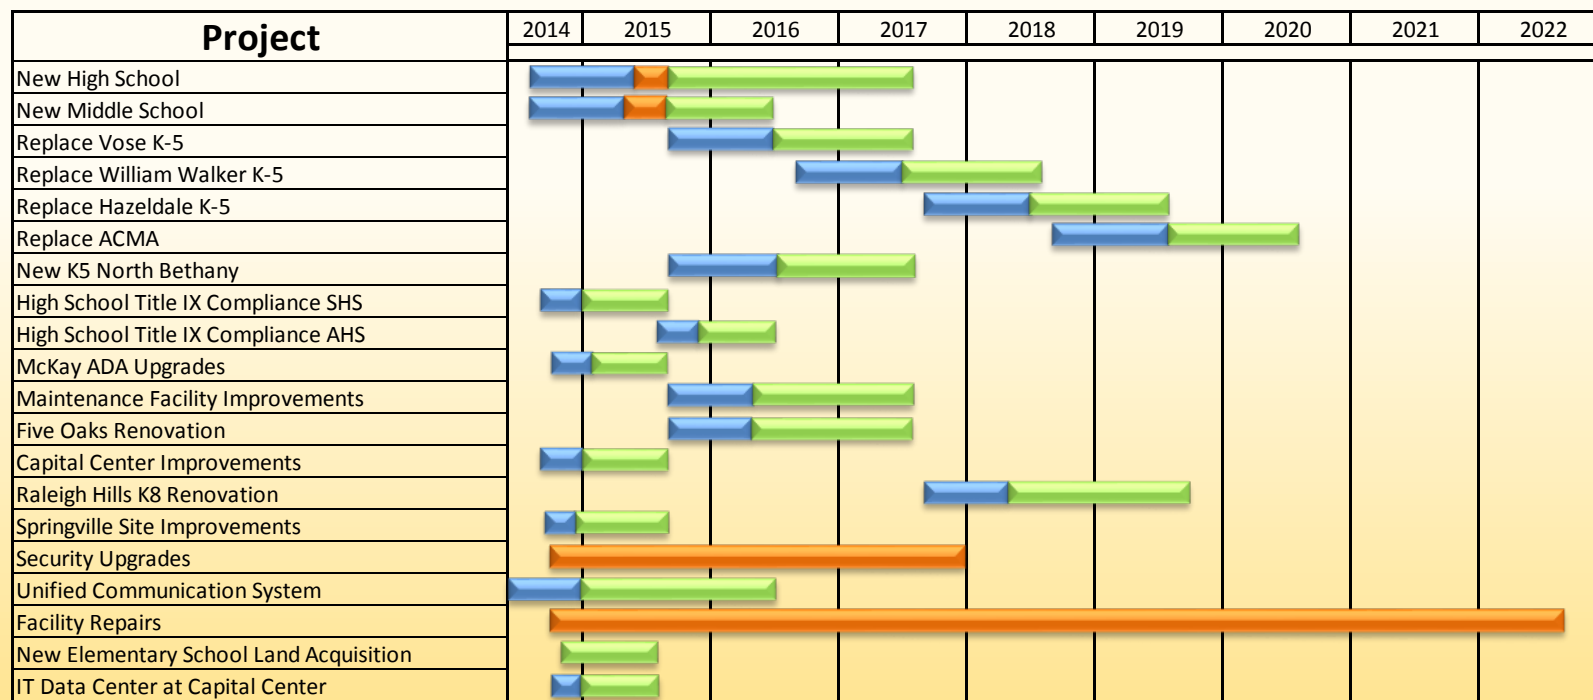 Project 2014 2015 2016 2017 2018 2019 2020 2021 2022
New High School
New Middle School
Replace Vose K-5
Replace William Walker K-5
Replace Hazeldale K-5
Replace ACMA
New K5 North Bethany
High School Title IX Compliance SHS
High School Title IX Compliance AHS
McKay ADA Upgrades
Maintenance Facility Improvements
Five Oaks Renovation
Capital Center Improvements
Raleigh Hills K8 Renovation
Springville Site Improvements
Security Upgrades
Unified Communication System
Facility Repairs
New Elementary School Land Acquisition
IT Data Center at Capital Center